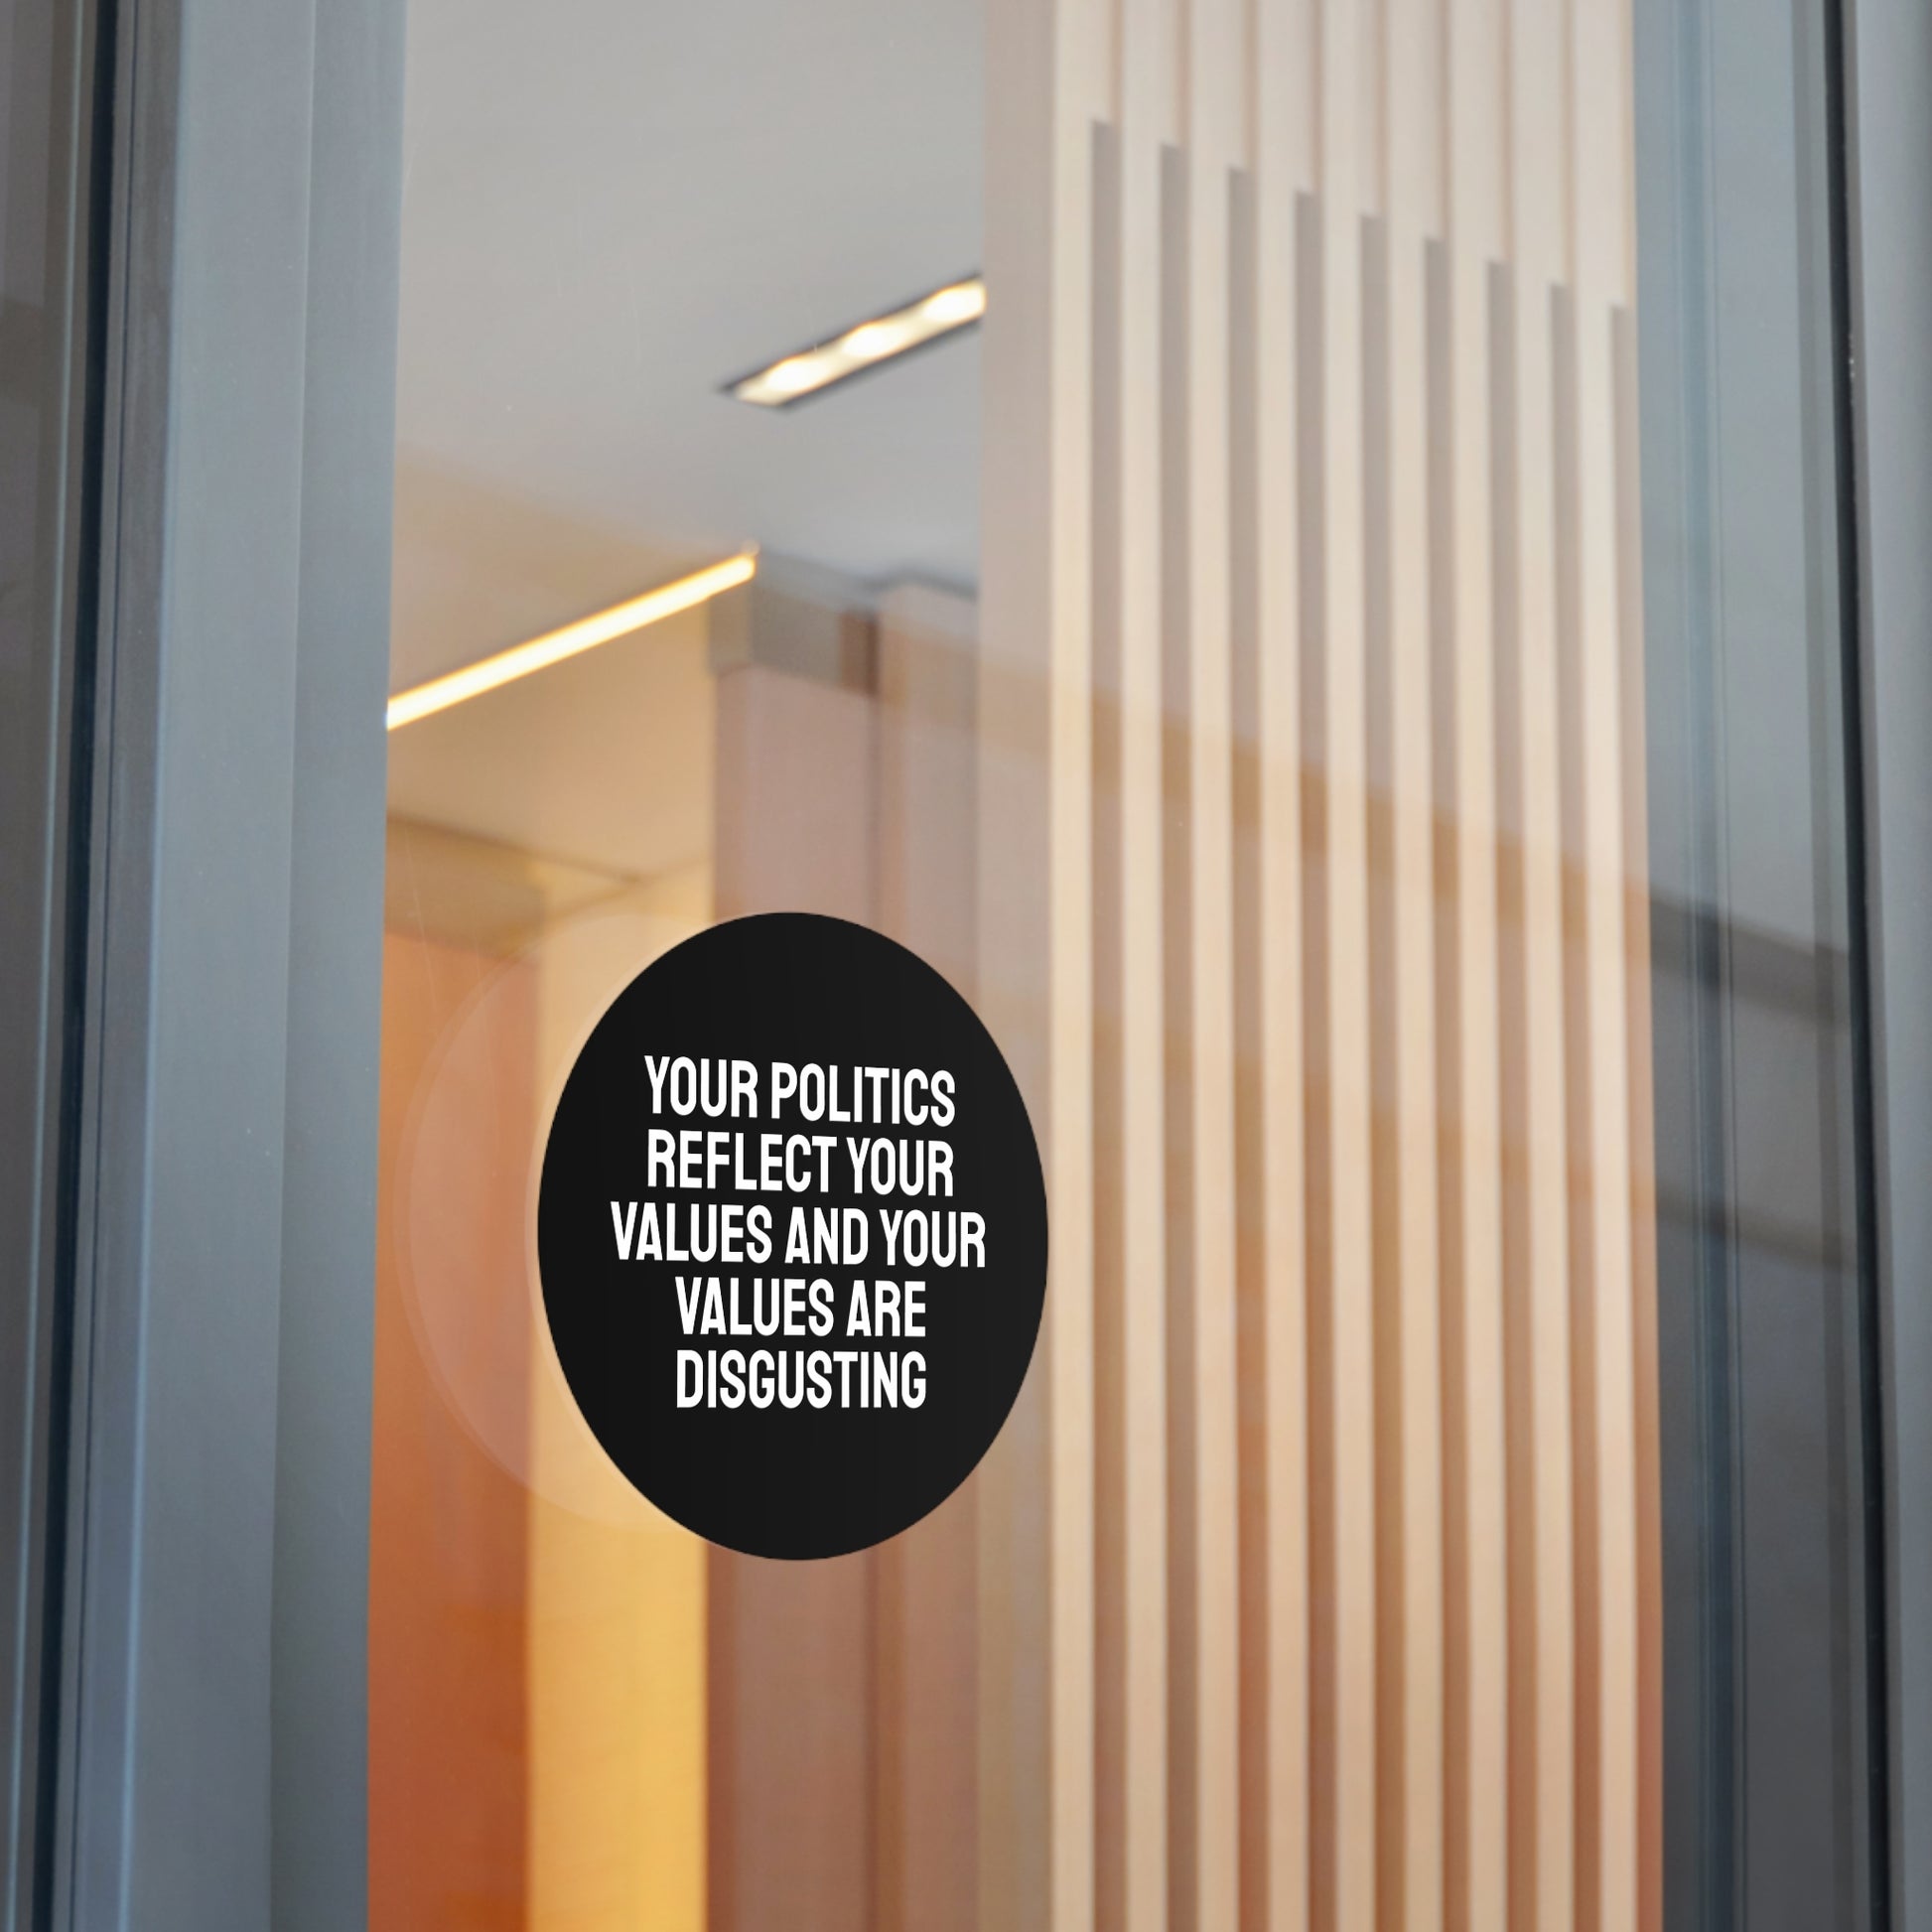 YOUR POLITICS
REFLECT YOUR
VALUES AND YOUR
VALUES ARE
DISGUSTING